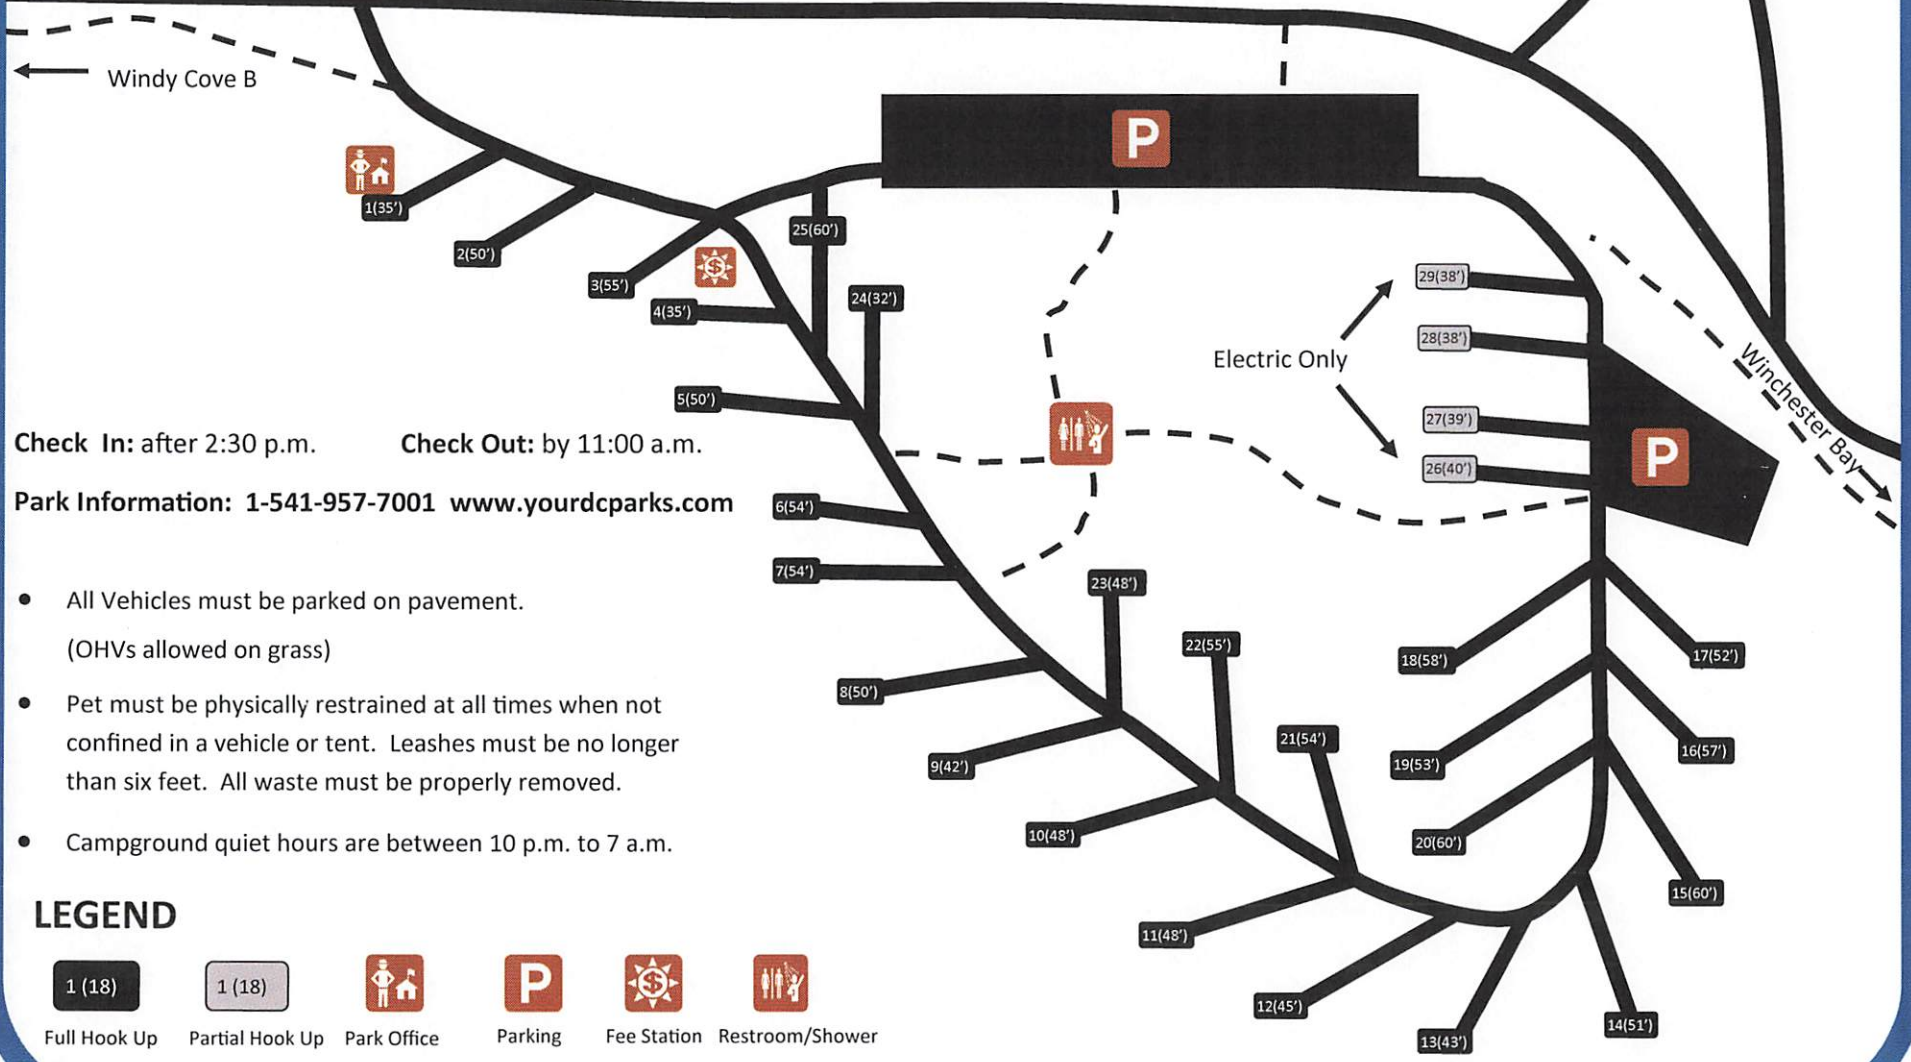 Windy Cove B
P
1(35')
2(50')
25(60')
3(55')
$
4(35')
24(32')
29(38')
28(38')
Electric Only
5(50')
27(39')
26(40')
P
Winchester Bay
Check In: after 2:30 p.m. Check Out: by 11:00 a.m.
Park Information: 1-541-957-7001 www.yourdcparks.com
6(54')
7(54')
23(48')
22(55')
18(58')
17(52')
8(50')
9(42')
21(54')
19(53')
16(57')
10(48')
20(60')
15(60')
11(48')
12(45')
13(43')
14(51')
• All Vehicles must be parked on pavement.
(OHVs allowed on grass)
• Pet must be physically restrained at all times when not
confined in a vehicle or tent. Leashes must be no longer
than six feet. All waste must be properly removed.
• Campground quiet hours are between 10 p.m. to 7 a.m.
LEGEND
1 (18)
1 (18)
P
$
Full Hook Up
Partial Hook Up
Park Office
Parking
Fee Station
Restroom/Shower